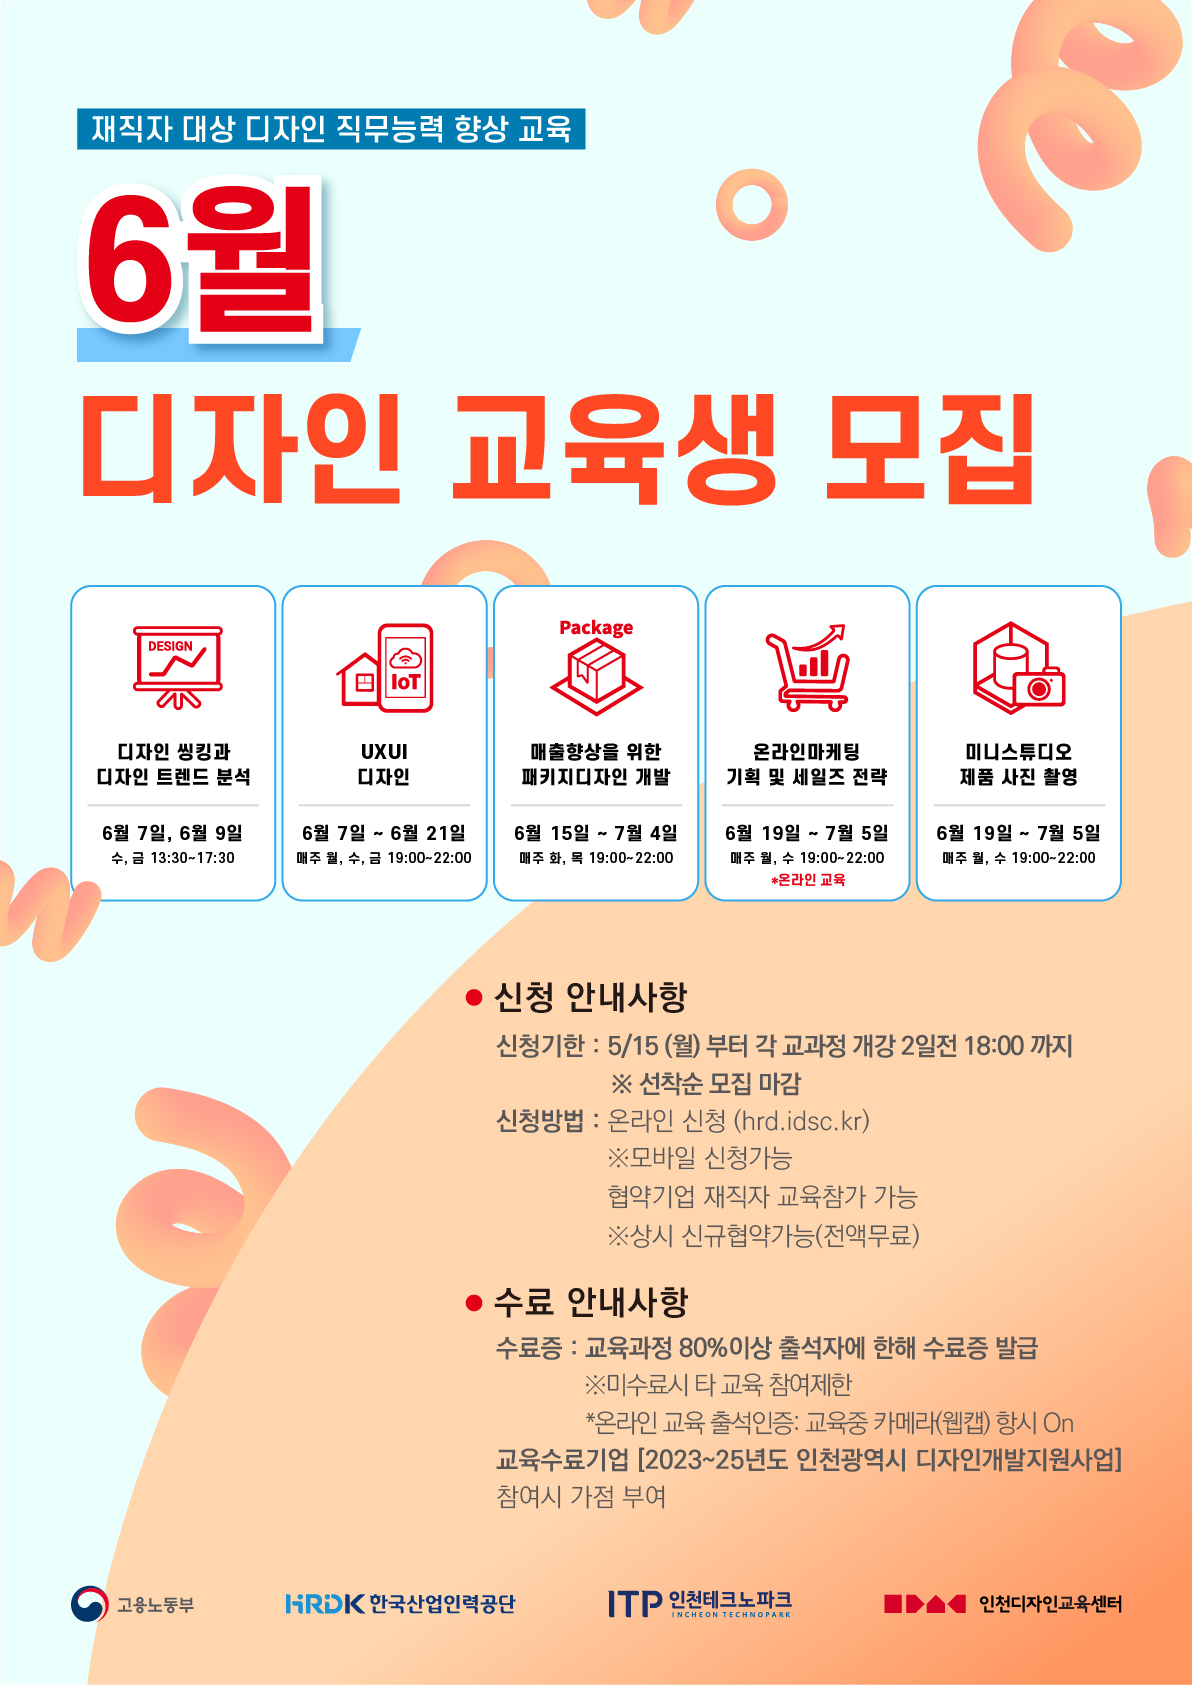 재직자 대상 디자인 직무능력 향상 교육
6월
디자인 교육생 모집
DESIGN
디자인 씽킹과
디자인 트렌드 분석
6월 7일, 6월 9일
수, 금 13:30~17:30
IoT
UXUI
디자인
6월 7일 ~ 6월 21일
매주 월, 수, 금 19:00~22:00
Package
매출향상을 위한
패키지디자인 개발
6월 15일 ~ 7월 4일
매주 화, 목 19:00~22:00
온라인마케팅
기획 및 세일즈 전략
6월 19일 ~ 7월 5일
매주 월, 수 19:00~22:00
*온라인 교육
미니스튜디오
제품 사진 촬영
6월 19일 ~ 7월 5일
매주 월, 수 19:00~22:00
● 신청 안내사항
신청기한 : 5/15 (월) 부터 각 교과정 개강 2일전 18:00 까지
※ 선착순 모집 마감
신청방법 : 온라인 신청 (hrd.idsc.kr)
※모바일 신청가능
협약기업 재직자 교육참가 가능
※상시 신규협약가능(전액무료)
● 수료 안내사항
수료증 : 교육과정 80%이상 출석자에 한해 수료증 발급
※미수료시 타 교육 참여제한
*온라인 교육 출석인증: 교육중 카메라(웹캡) 항시 On
교육수료기업 [2023~25년도 인천광역시 디자인개발지원사업]
참여시 가점 부여
고용노동부
HRDK 한국산업인력공단
ITP 인천테크노파크
INCHEON TECHNOPARK
인천디자인교육센터